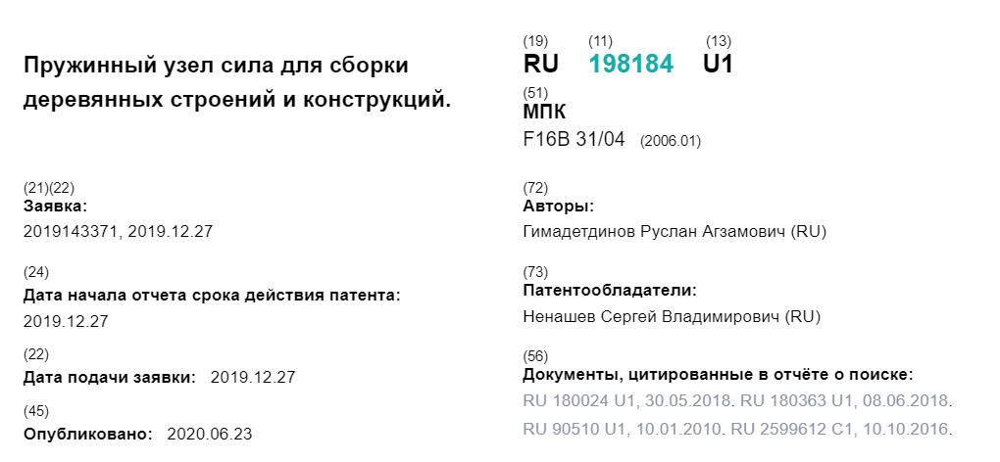 Пружинный узел сила для сборки
деревянных строений и конструкций.
(19) (11) (13)
RU 198184 U1
(51)
МПК
F16B 31/04 (2006.01)
(21)(22)
Заявка:
2019143371, 2019.12.27
(24)
Дата начала отчета срока действия патента:
2019.12.27
(22)
Дата подачи заявки: 2019.12.27
(45)
Опубликовано: 2020.06.23
(72)
Авторы:
Гимадетдинов Руслан Агзамович (RU)
(73)
Патентообладатели:
Ненашев Сергей Владимирович (RU)
(56)
Документы, цитированные в отчёте о поиске:
RU 180024 U1, 30.05.2018. RU 180363 U1, 08.06.2018.
RU 90510 U1, 10.01.2010. RU 2599612 C1, 10.10.2016.